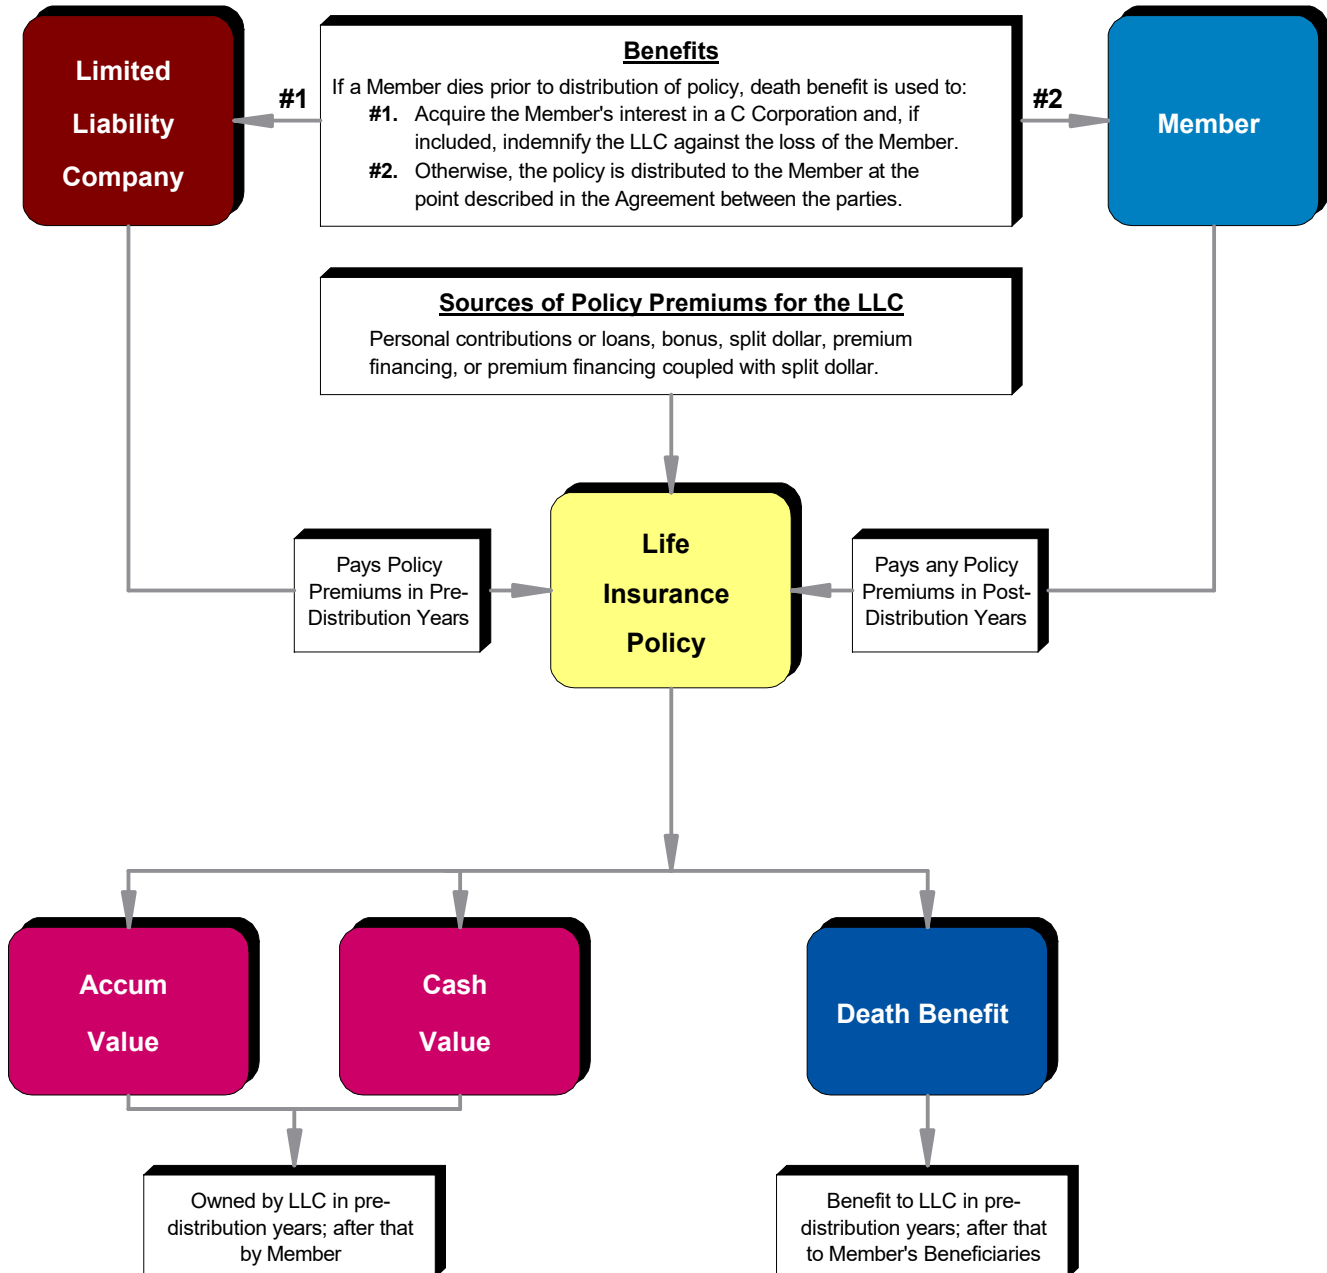 Limited
Liability
Company
#1
Benefits
If a Member dies prior to distribution of policy, death benefit is used to:
#1. Acquire the Member's interest in a C Corporation and, if
included, indemnify the LLC against the loss of the Member.
#2. Otherwise, the policy is distributed to the Member at the
point described in the Agreement between the parties.
#2
Member
Sources of Policy Premiums for the LLC
Personal contributions or loans, bonus, split dollar, premium
financing, or premium financing coupled with split dollar.
Pays Policy
Premiums in Pre-
Distribution Years
Life
Insurance
Policy
Pays any Policy
Premiums in Post-
Distribution Years
Accum
Value
Cash
Value
Death Benefit
Owned by LLC in pre-
distribution years; after that
by Member
Benefit to LLC in pre-
distribution years; after that
to Member's Beneficiaries